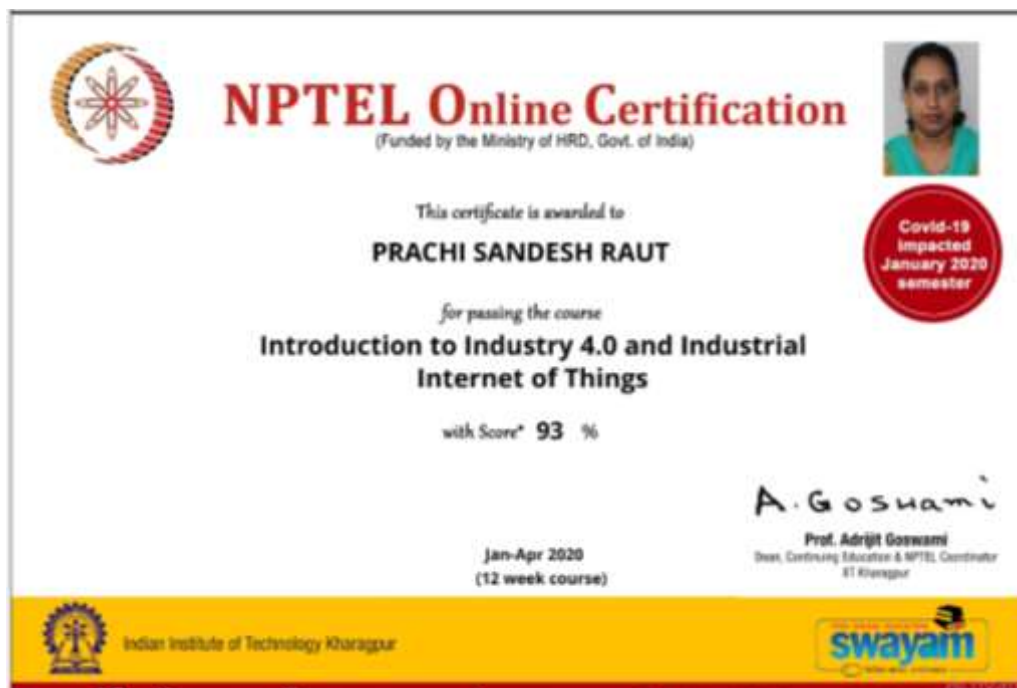 NPTEL Online Certification
(Funded by the Ministry of HRD, Govt. of India)
This certificate is awarded to
PRACHI SANDESH RAUT
Covid-19
impacted
January 2020
semester
for passing the course
Introduction to Industry 4.0 and Industrial
Internet of Things
with Score* 93 %
A. Goswami
Prof. Adrijit Goswami
Dean, Continuing Education & NPTEL Coordinator
IIT Kharagpur
Jan-Apr 2020
(12 week course)
Indian Institute of Technology Kharagpur
swayam